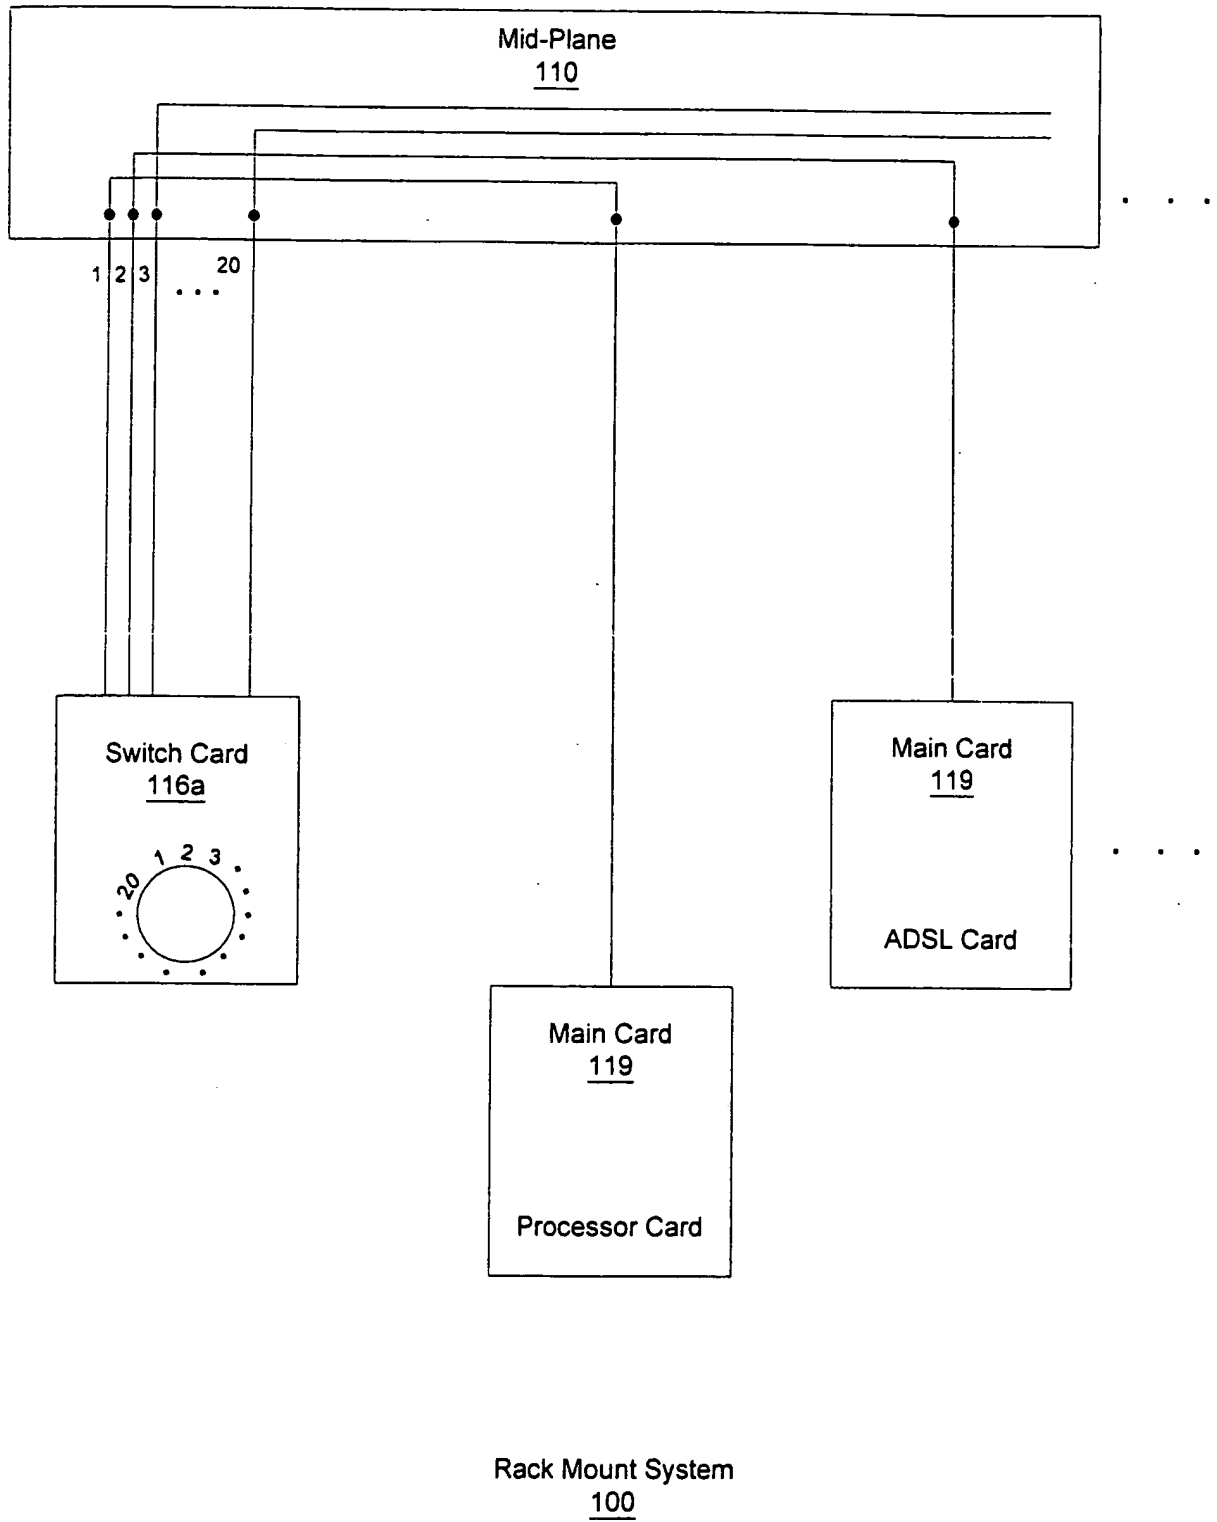 Mid-Plane
110
1 2 3 . . . 20
. . .
Switch Card
116a
20 1 2 3
Main Card
119
ADSL Card
. . .
Main Card
119
Processor Card
Rack Mount System
100